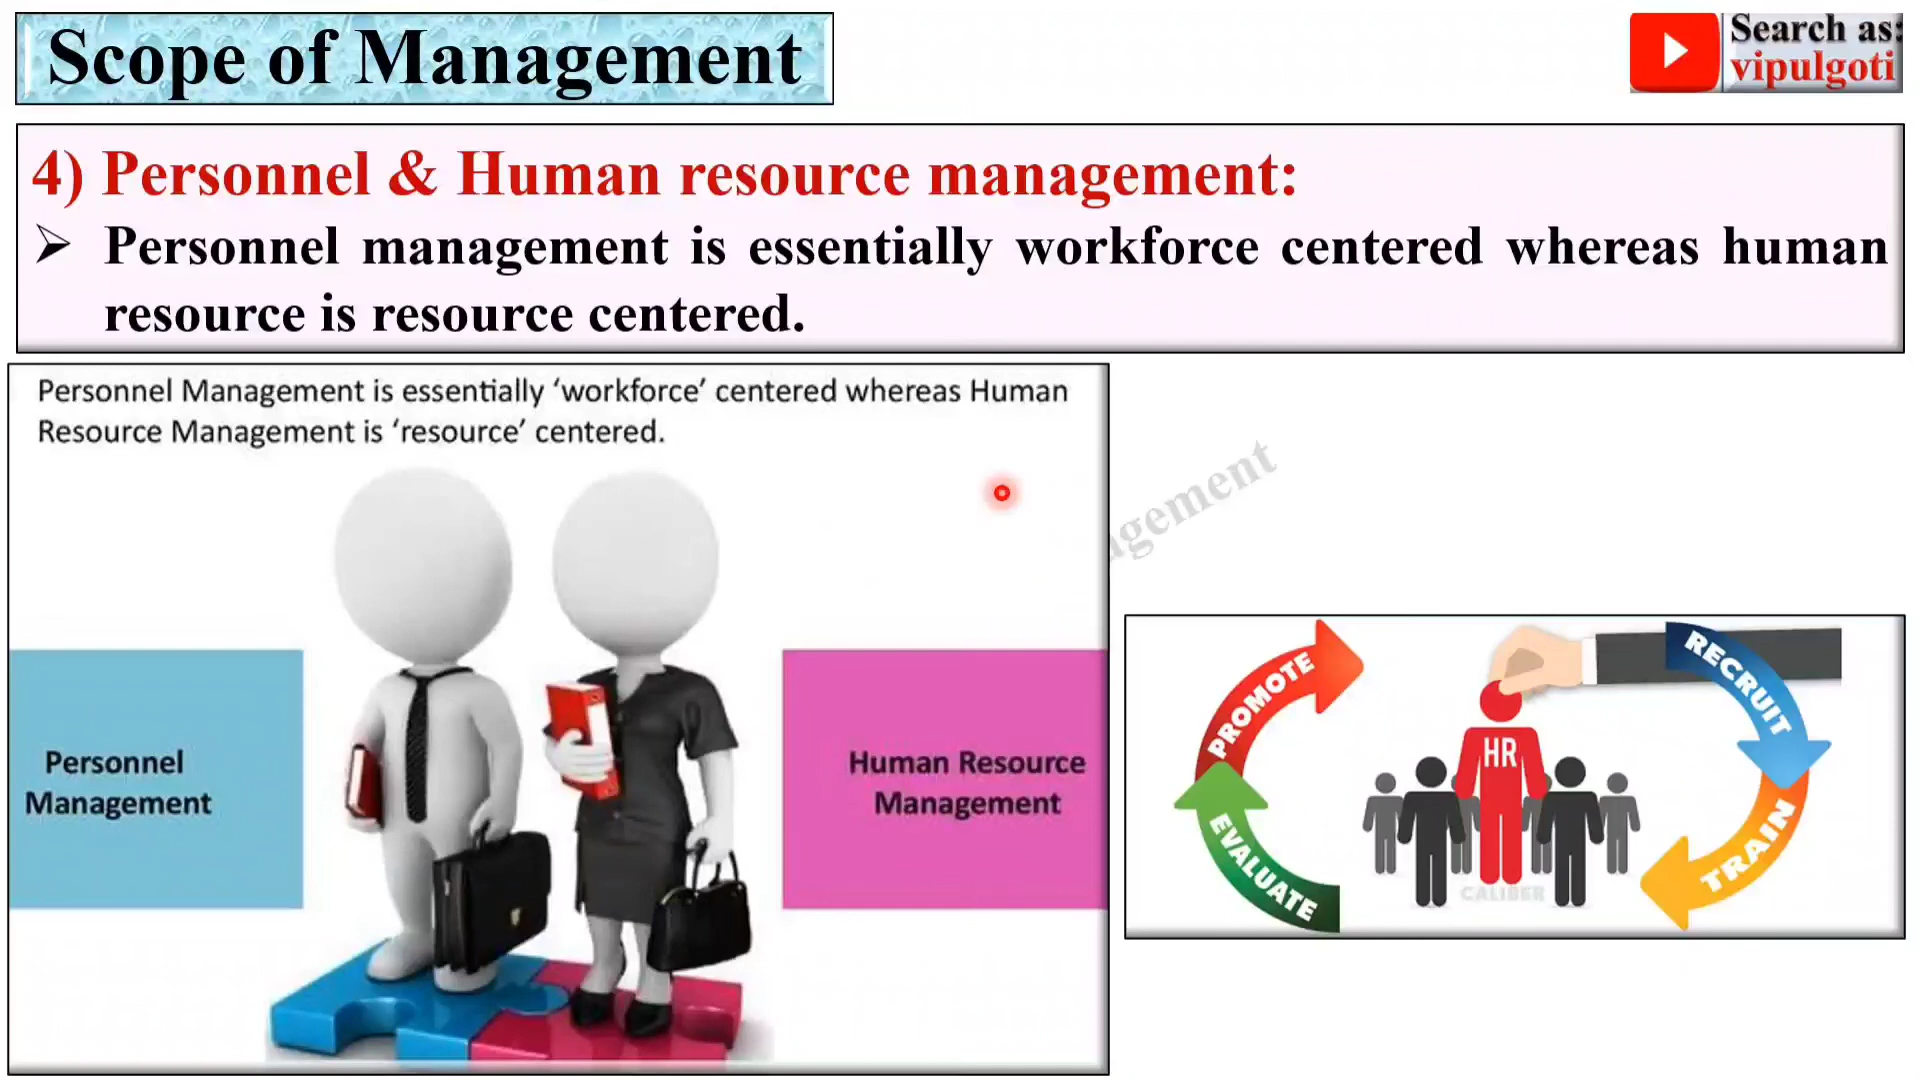 Scope of Management
Search as:
vipulgoti
4) Personnel & Human resource management:
➢ Personnel management is essentially workforce centered whereas human
resource is resource centered.
Personnel Management is essentially ‘workforce’ centered whereas Human
Resource Management is ‘resource’ centered.
Personnel
Management
Human Resource
Management
PROMOTE
RECRUIT
HR
EVALUATE
TRAIN
CALIBER